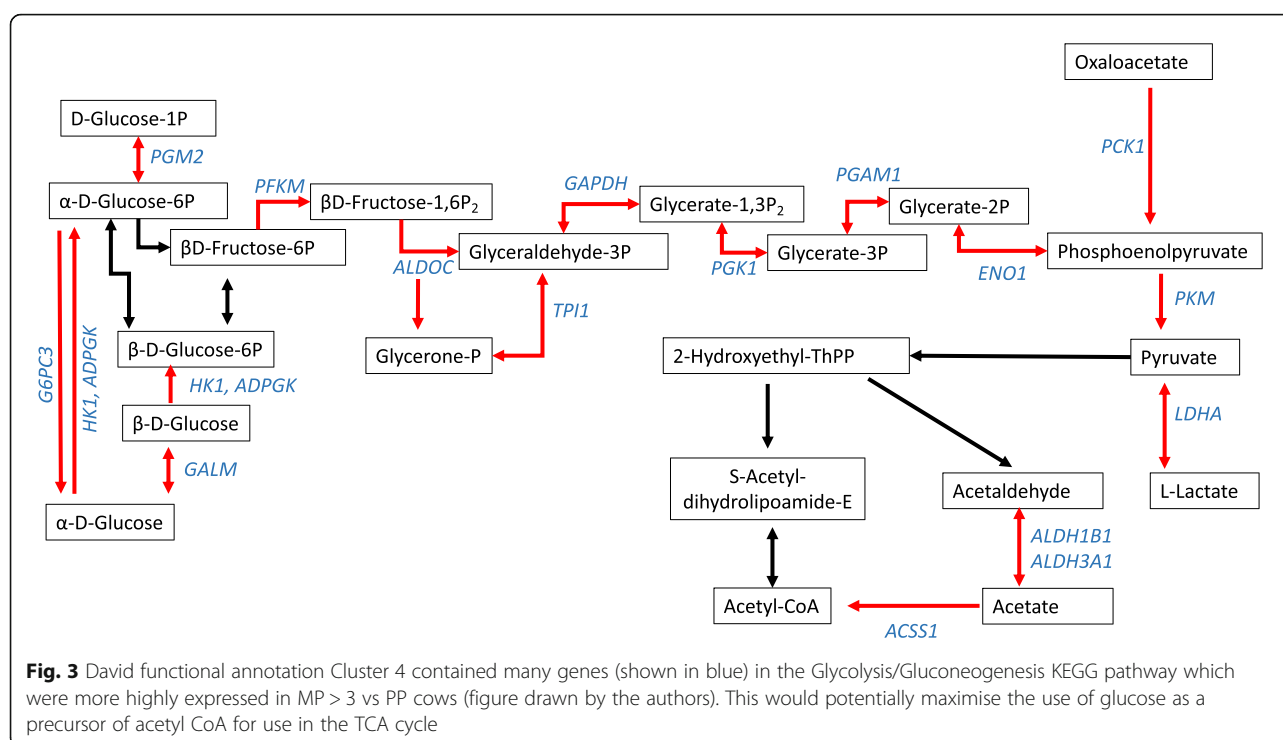 Oxaloacetate
D-Glucose-1P
PGM2
PCK1
α-D-Glucose-6P
PFKM
βD-Fructose-1,6P₂
GAPDH
Glycerate-1,3P₂
PGAM1
Glycerate-2P
βD-Fructose-6P
Glyceraldehyde-3P
Glycerate-3P
Phosphoenolpyruvate
ALDOC
PGK1
ENO1
PKM
TPI1
β-D-Glucose-6P
Glycerone-P
2-Hydroxyethyl-ThPP
Pyruvate
G6PC3
HK1, ADPGK
HK1, ADPGK
β-D-Glucose
LDHA
GALM
S-Acetyl-
dihydrolipoamide-E
Acetaldehyde
L-Lactate
α-D-Glucose
ALDH1B1
ALDH3A1
Acetyl-CoA
Acetate
ACSS1
Fig. 3 David functional annotation Cluster 4 contained many genes (shown in blue) in the Glycolysis/Gluconeogenesis KEGG pathway which
were more highly expressed in MP > 3 vs PP cows (figure drawn by the authors). This would potentially maximise the use of glucose as a
precursor of acetyl CoA for use in the TCA cycle